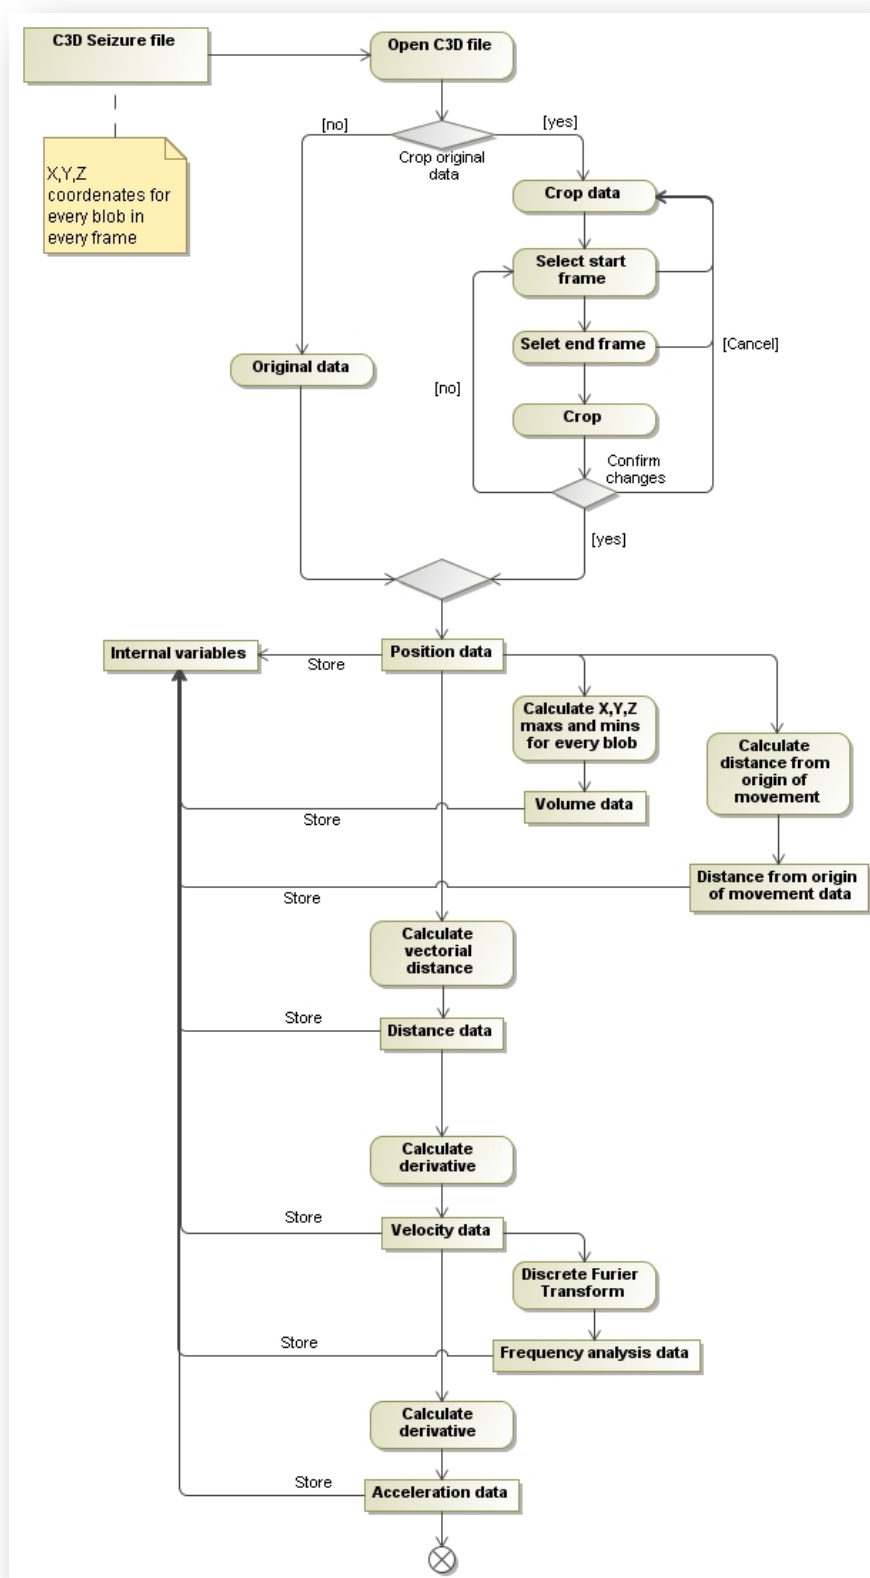 C3D Seizure file
Open C3D file
[no]
[yes]
Crop original
data
X,Y,Z
coordenates for
every blob in
every frame
Crop data
Select start
frame
Selet end frame
[Cancel]
Original data
[no]
Crop
Confirm
changes
[yes]
Internal variables
Store
Position data
Calculate X,Y,Z
maxs and mins
for every blob
Calculate
distance from
origin of
movement
Volume data
Store
Distance from origin
of movement data
Store
Calculate
vectorial
distance
Store
Distance data
Calculate
derivative
Store
Velocity data
Discrete Furier
Transform
Store
Frequency analysis data
Calculate
derivative
Store
Acceleration data